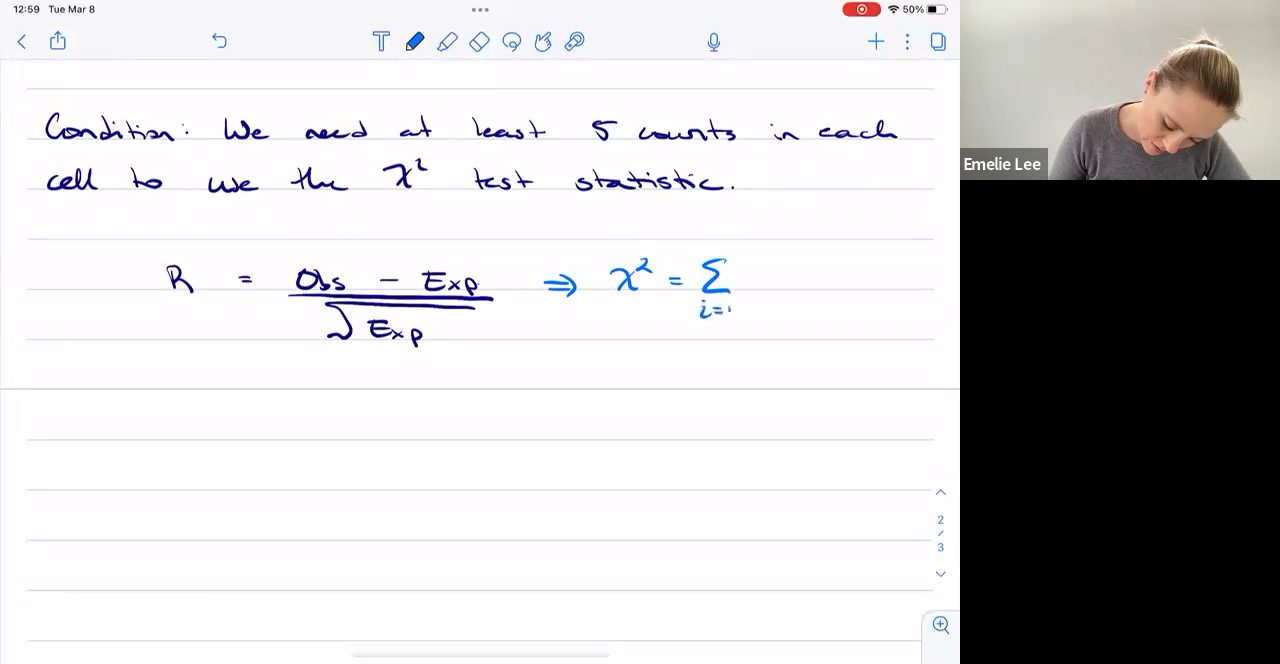 12:59 Tue Mar 8
50%
Condition: We need at least 5 counts in each
cell to use the χ² test statistic.
R = Obs - Exp / √Exp ⇒ χ² = Σ i=1
Emelie Lee
2
/
3